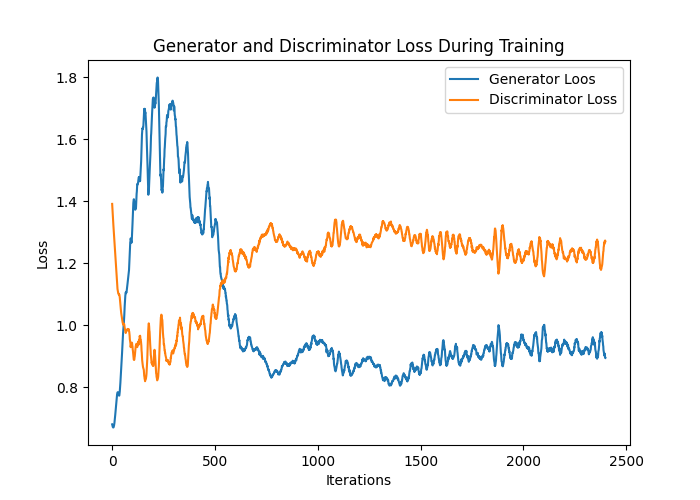 Generator and Discriminator Loss During Training
Generator Loos
Discriminator Loss
Loss
1.8
1.6
1.4
1.2
1.0
0.8
0
500
1000
1500
2000
2500
Iterations